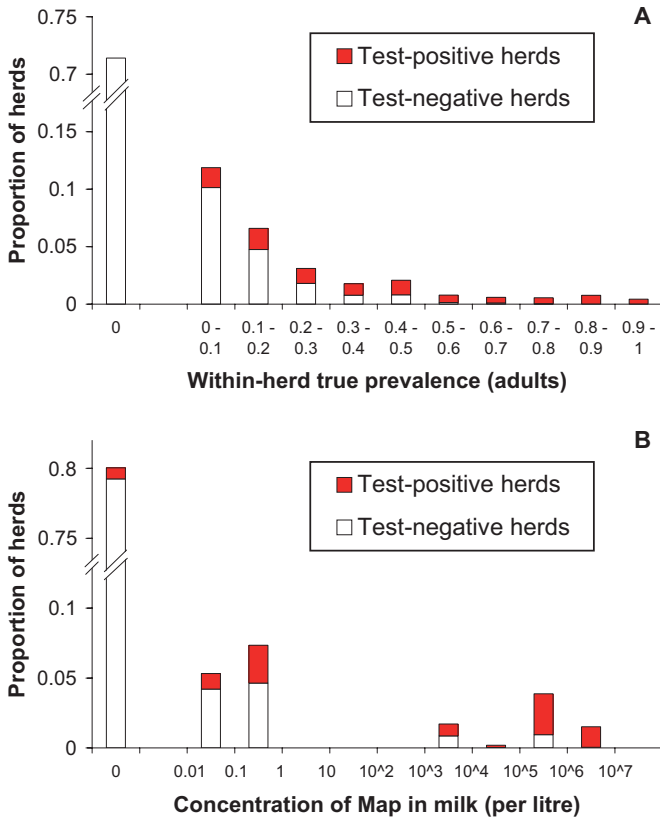 A
Proportion of herds
0.75
0.7
0.15
0.1
0.05
0
Test-positive herds
Test-negative herds
0
0 - 0.1
0.1 - 0.2
0.2 - 0.3
0.3 - 0.4
0.4 - 0.5
0.5 - 0.6
0.6 - 0.7
0.7 - 0.8
0.8 - 0.9
0.9 - 1
Within-herd true prevalence (adults)
B
Proportion of herds
0.8
0.75
0.1
0.05
0
Test-positive herds
Test-negative herds
0 0.01 0.1 1 10 10^2 10^3 10^4 10^5 10^6 10^7
Concentration of Map in milk (per litre)